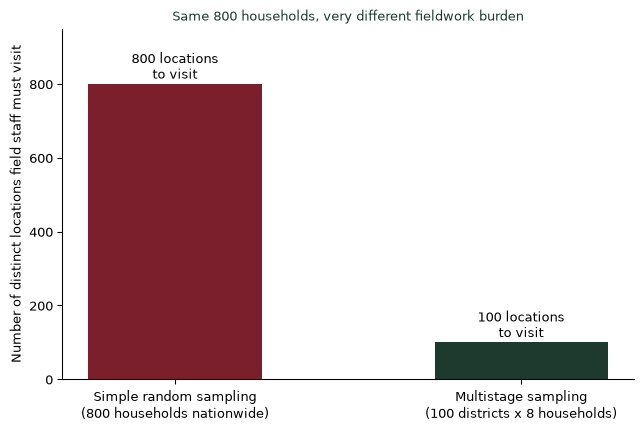 Same 800 households, very different fieldwork burden
Number of distinct locations field staff must visit
800
600
400
200
0
800 locations
to visit
100 locations
to visit
Simple random sampling
(800 households nationwide)
Multistage sampling
(100 districts x 8 households)